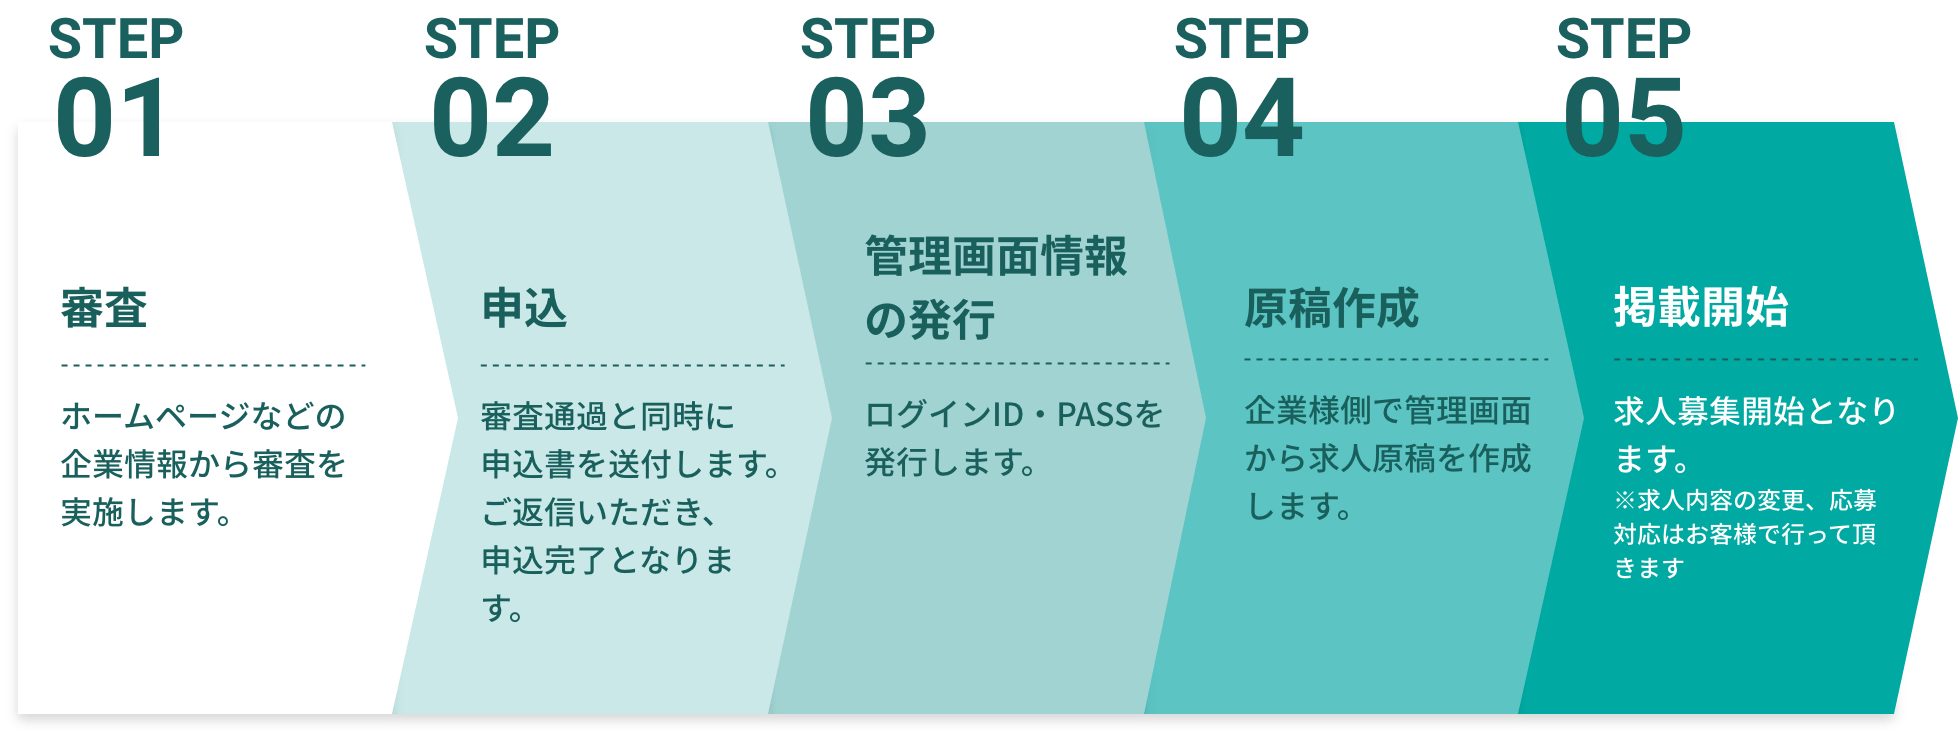 STEP
01
審査
ホームページなどの
企業情報から審査を
実施します。
STEP
02
申込
審査通過と同時に
申込書を送付します。
ご返信いただき、
申込完了となりま
す。
STEP
03
管理画面情報
の発行
ログインID・PASSを
発行します。
STEP
04
原稿作成
企業様側で管理画面
から求人原稿を作成
します。
STEP
05
掲載開始
求人募集開始となり
ます。
※求人内容の変更、応募
対応はお客様で行って頂
きます